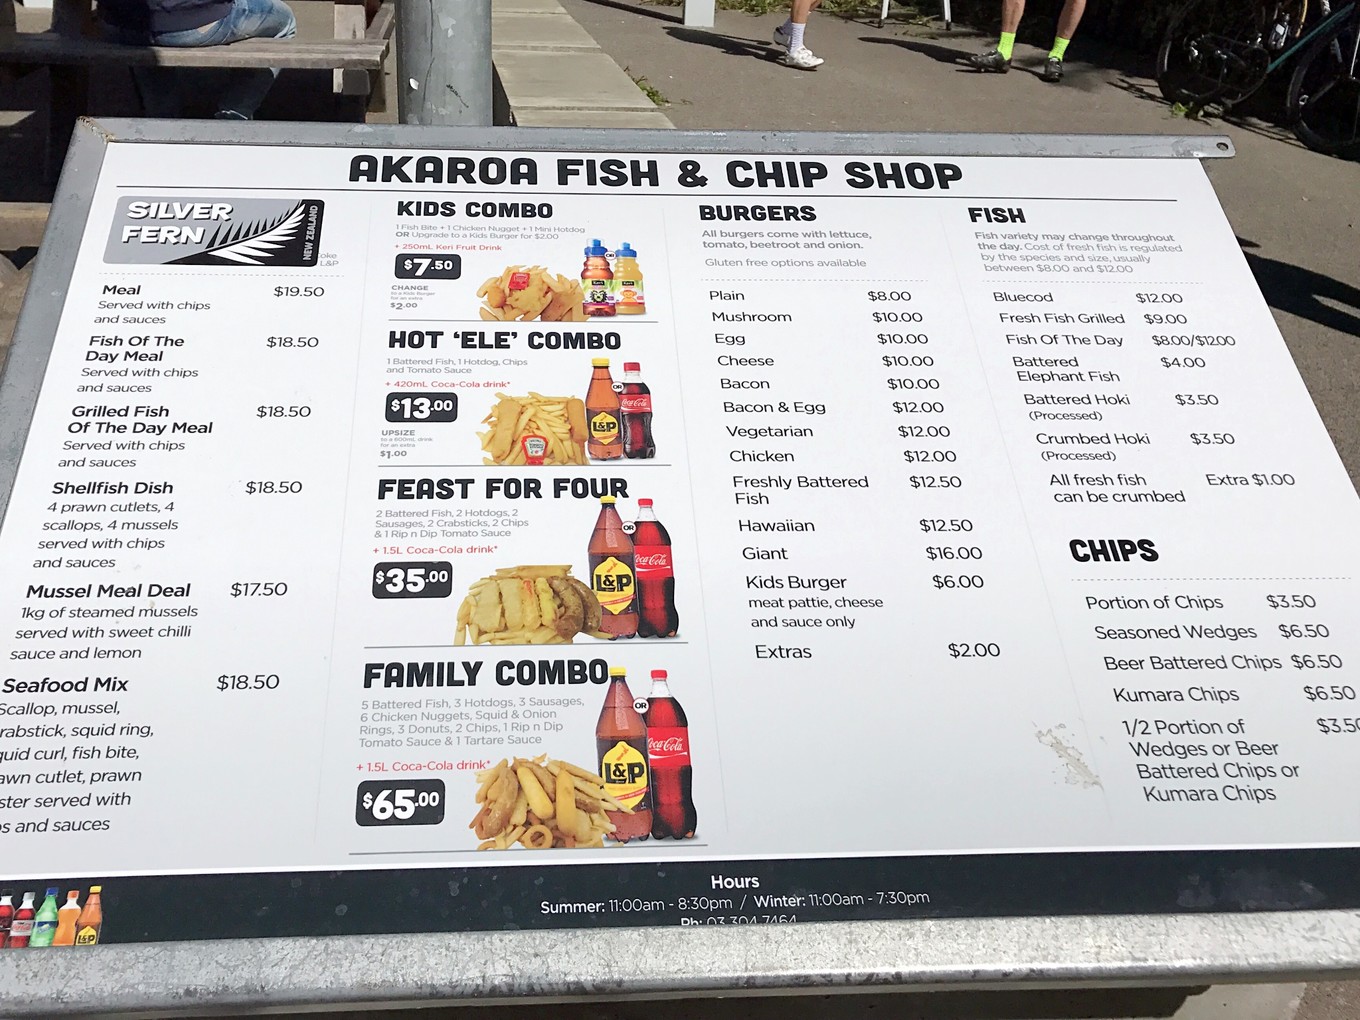 AKAROA FISH & CHIP SHOP
SILVER
FERN
NEW ZEALAND
L&P
Meal $19.50
Served with chips
and sauces
Fish Of The
Day Meal $18.50
Served with chips
and sauces
Grilled Fish
Of The Day Meal $18.50
Served with chips
and sauces
Shellfish Dish $18.50
4 prawn cutlets, 4
scallops, 4 mussels
served with chips
and sauces
Mussel Meal Deal $17.50
1kg of steamed mussels
served with sweet chilli
sauce and lemon
Seafood Mix $18.50
Scallop, mussel,
rabstick, squid ring,
quid curl, fish bite,
awn cutlet, prawn
ster served with
os and sauces
KIDS COMBO
1 Fish Bite + 1 Chicken Nugget + 1 Mini Hotdog
OR Upgrade to a Kids Burger for $2.00
+ 250mL Keri Fruit Drink
$7.50
CHANGE
to a Kids Burger
for an extra
$2.00
OR
HOT ‘ELE’ COMBO
1 Battered Fish, 1 Hotdog, Chips
and Tomato Sauce
+ 420mL Coca-Cola drink*
$13.00
UPSIZE
to a 600mL drink
for an extra
$1.00
OR
L&P
Coca-Cola
FEAST FOR FOUR
2 Battered Fish, 2 Hotdogs, 2
Sausages, 2 Crabsticks, 2 Chips
& 1 Rip n Dip Tomato Sauce
+ 1.5L Coca-Cola drink*
$35.00
OR
L&P
Coca-Cola
FAMILY COMBO
5 Battered Fish, 3 Hotdogs, 3 Sausages,
6 Chicken Nuggets, Squid & Onion
Rings, 3 Donuts, 2 Chips, 1 Rip n Dip
Tomato Sauce & 1 Tartare Sauce
+ 1.5L Coca-Cola drink*
$65.00
OR
L&P
Coca-Cola
BURGERS
All burgers come with lettuce,
tomato, beetroot and onion.
Gluten free options available
Plain $8.00
Mushroom $10.00
Egg $10.00
Cheese $10.00
Bacon $10.00
Bacon & Egg $12.00
Vegetarian $12.00
Chicken $12.00
Freshly Battered $12.50
Fish
Hawaiian $12.50
Giant $16.00
Kids Burger $6.00
meat pattie, cheese
and sauce only
Extras $2.00
FISH
Fish variety may change throughout
the day. Cost of fresh fish is regulated
by the species and size, usually
between $8.00 and $12.00
Bluecod $12.00
Fresh Fish Grilled $9.00
Fish Of The Day $8.00/$12.00
Battered $4.00
Elephant Fish
Battered Hoki $3.50
(Processed)
Crumbed Hoki $3.50
(Processed)
All fresh fish Extra $1.00
can be crumbed
CHIPS
Portion of Chips $3.50
Seasoned Wedges $6.50
Beer Battered Chips $6.50
Kumara Chips $6.50
1/2 Portion of $3.50
Wedges or Beer
Battered Chips or
Kumara Chips
Hours
Summer: 11:00am - 8:30pm / Winter: 11:00am - 7:30pm
Ph: 03 304 7464
L&P